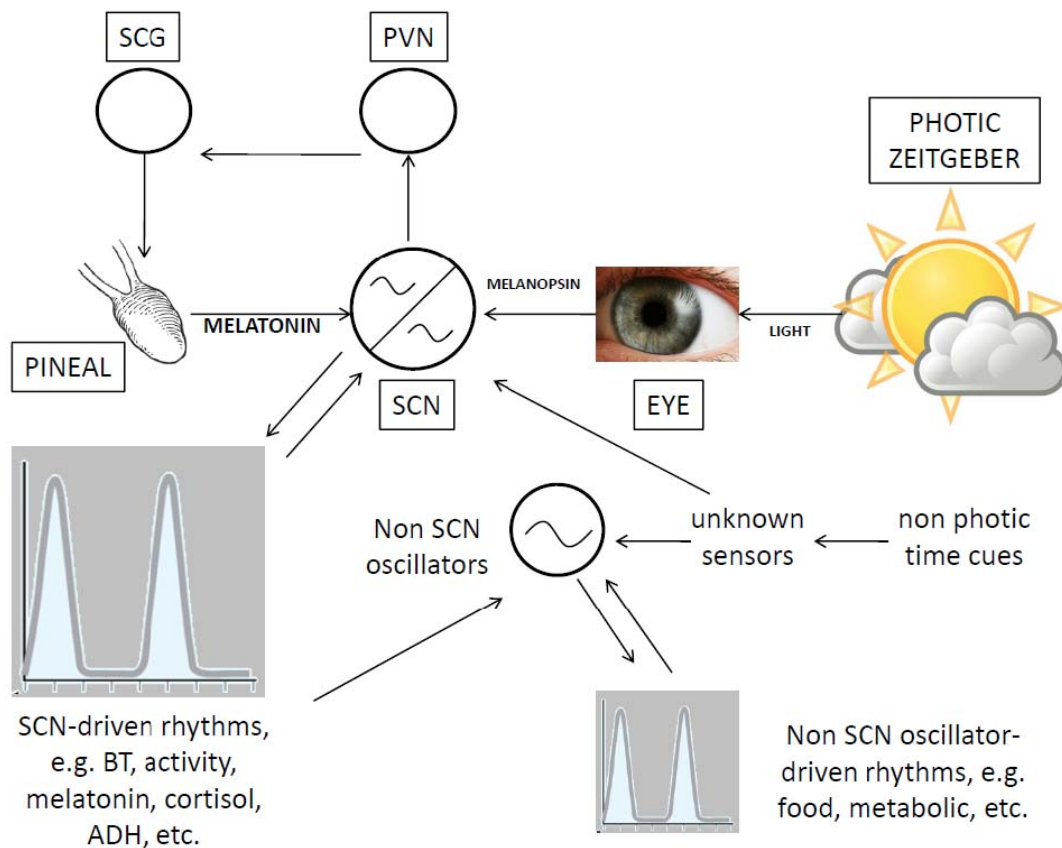 SCG
PVN
PHOTIC
ZEITGEBER
MELANOPSIN
MELATONIN
LIGHT
PINEAL
SCN
EYE
Non SCN
oscillators
unknown
sensors
non photic
time cues
SCN-driven rhythms,
e.g. BT, activity,
melatonin, cortisol,
ADH, etc.
Non SCN oscillator-
driven rhythms, e.g.
food, metabolic, etc.